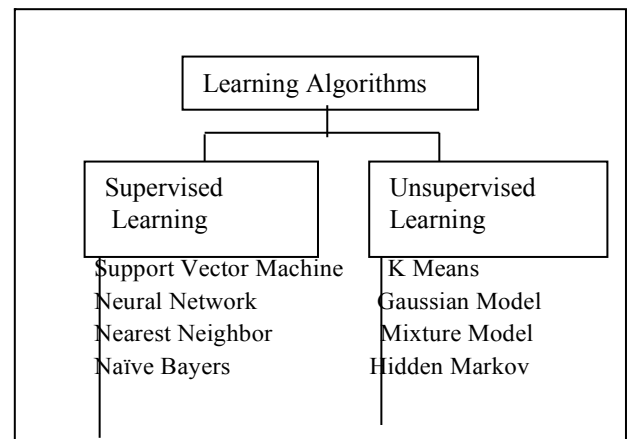 Learning Algorithms
Supervised
Learning
Unsupervised
Learning
Support Vector Machine
Neural Network
Nearest Neighbor
Naïve Bayers
K Means
Gaussian Model
Mixture Model
Hidden Markov